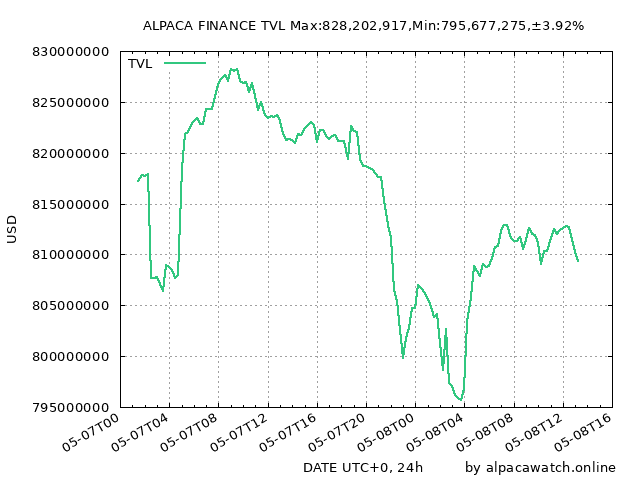 ALPACA FINANCE TVL Max:828,202,917,Min:795,677,275,±3.92%
830000000
TVL
825000000
820000000
815000000
810000000
805000000
800000000
795000000
USD
05-07T00
05-07T04
05-07T08
05-07T12
05-07T16
05-07T20
05-08T00
05-08T04
05-08T08
05-08T12
05-08T16
DATE UTC+0, 24h
by alpacawatch.online